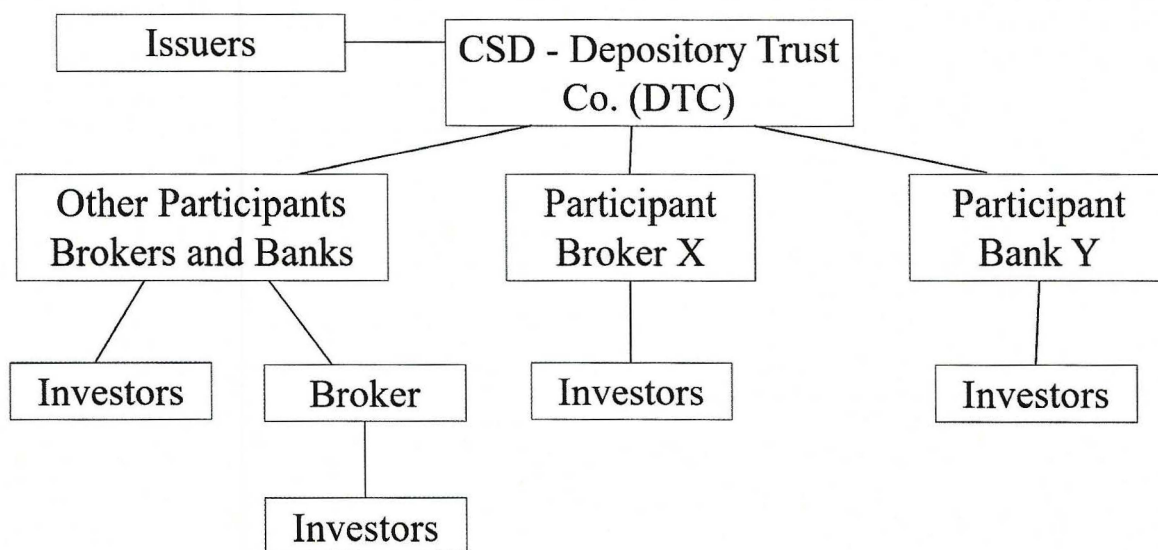 Issuers
CSD - Depository Trust
Co. (DTC)
Other Participants
Brokers and Banks
Participant
Broker X
Participant
Bank Y
Investors
Broker
Investors
Investors
Investors